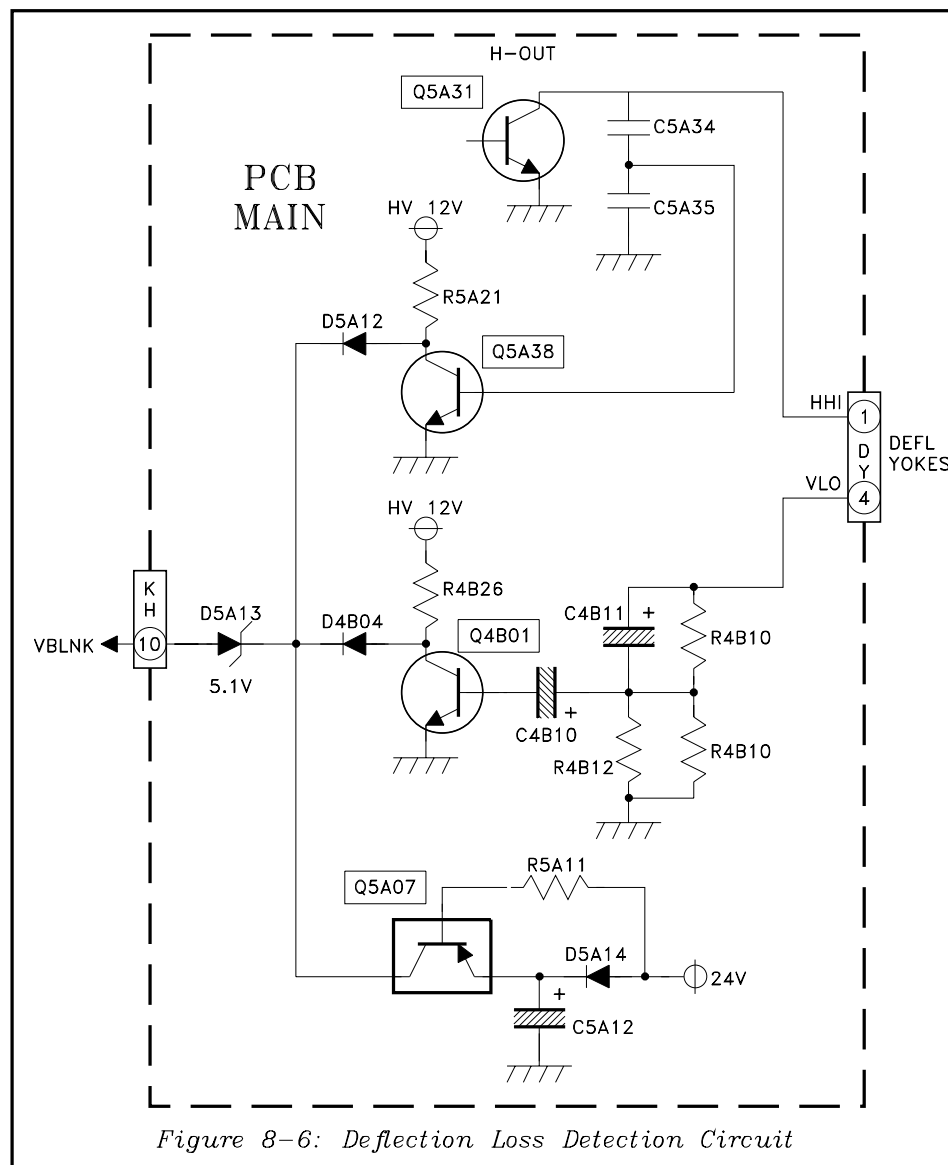 H-OUT
Q5A31
C5A34
PCB
MAIN
C5A35
HV 12V
R5A21
D5A12
Q5A38
HHI
1
D
Y
DEFL
YOKES
VLO
4
HV 12V
K
H
R4B26
D5A13
D4B04
Q4B01
C4B11
+
R4B10
VBLNK
10
5.1V
+
C4B10
R4B12
R4B10
Q5A07
R5A11
D5A14
24V
+
C5A12
Figure 8-6: Deflection Loss Detection Circuit